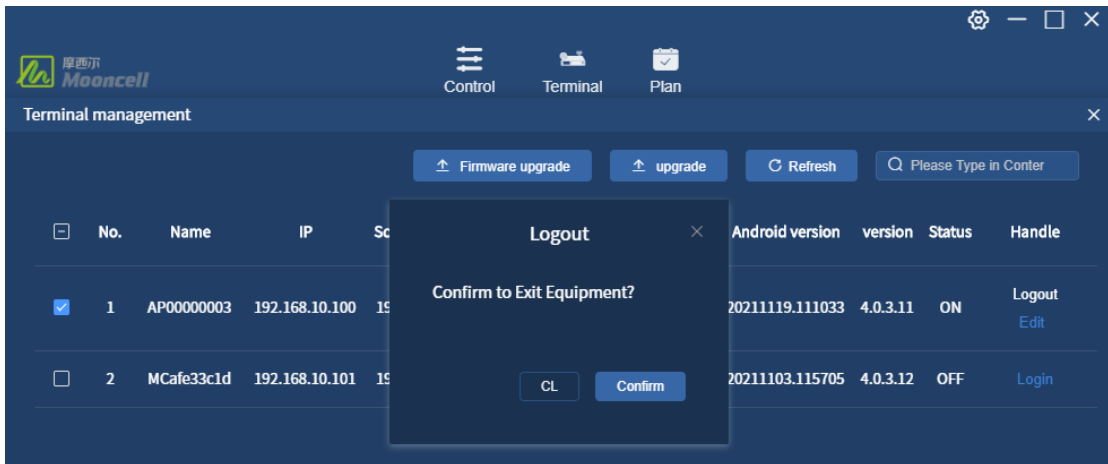 摩西尔
Mooncell
Control
Terminal
Plan
Terminal management
Firmware upgrade
upgrade
Refresh
Please Type in Conter
No.
Name
IP
Sc
Android version
version
Status
Handle
Logout
Confirm to Exit Equipment?
CL
Confirm
1
AP00000003
192.168.10.100
19
20211119.111033
4.0.3.11
ON
Logout
Edit
2
MCafe33c1d
192.168.10.101
19
20211103.115705
4.0.3.12
OFF
Login